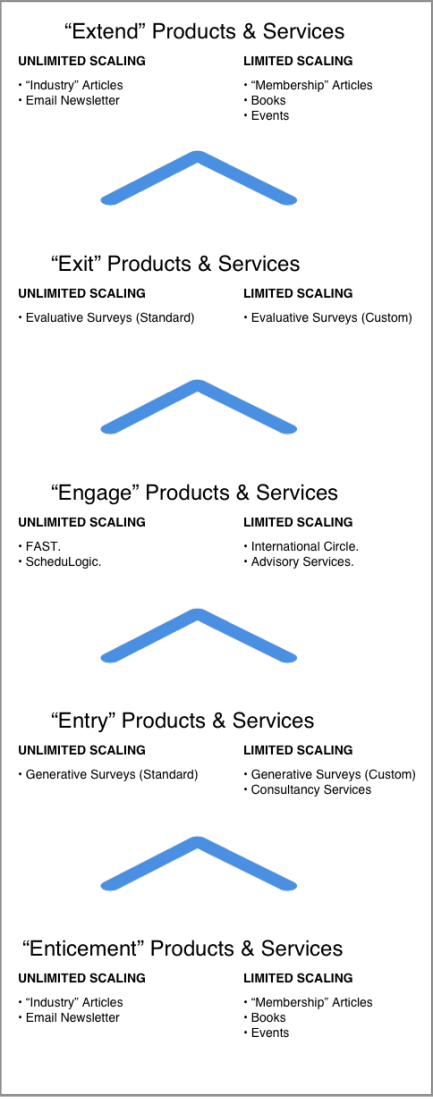 “Extend” Products & Services
UNLIMITED SCALING
• “Industry” Articles
• Email Newsletter
LIMITED SCALING
• “Membership” Articles
• Books
• Events
“Exit” Products & Services
UNLIMITED SCALING
• Evaluative Surveys (Standard)
LIMITED SCALING
• Evaluative Surveys (Custom)
“Engage” Products & Services
UNLIMITED SCALING
• FAST.
• ScheduLogic.
LIMITED SCALING
• International Circle.
• Advisory Services.
“Entry” Products & Services
UNLIMITED SCALING
• Generative Surveys (Standard)
LIMITED SCALING
• Generative Surveys (Custom)
• Consultancy Services
“Enticement” Products & Services
UNLIMITED SCALING
• “Industry” Articles
• Email Newsletter
LIMITED SCALING
• “Membership” Articles
• Books
• Events